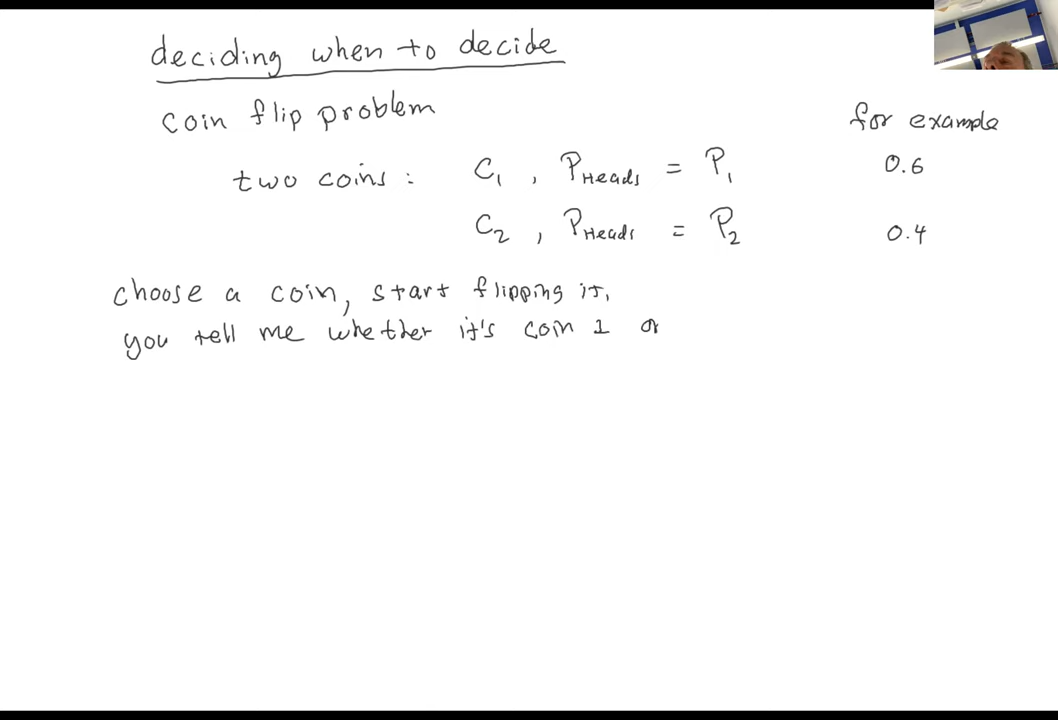 deciding when to decide
coin flip problem
for example
two coins : C1 , PHeads = P1 0.6
C2 , PHeads = P2 0.4
choose a coin, start flipping it,
you tell me whether it's coin 1 or